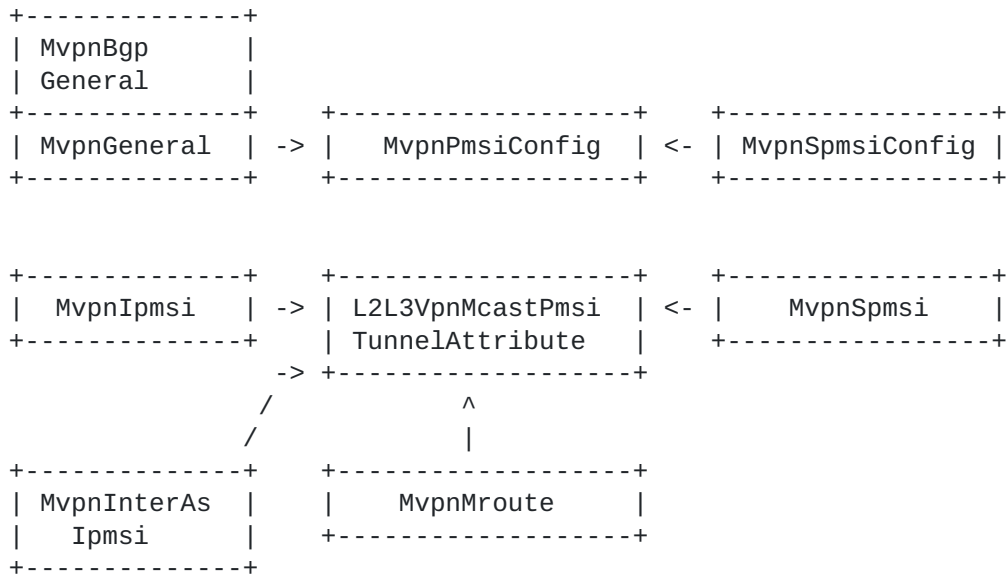 +--------------+
| MvpnBgp      |
| General      |
+--------------+    +-------------------+    +-----------------+
| MvpnGeneral  | -> |   MvpnPmsiConfig  | <- | MvpnSpmsiConfig |
+--------------+    +-------------------+    +-----------------+
+--------------+    +-------------------+    +-----------------+
|  MvpnIpmsi   | -> | L2L3VpnMcastPmsi  | <- |    MvpnSpmsi    |
+--------------+    | TunnelAttribute   |    +-----------------+
                 -> +-------------------+
                /            ^
               /             |
+--------------+    +-------------------+
| MvpnInterAs  |    |    MvpnMroute     |
|   Ipmsi      |    +-------------------+
+--------------+